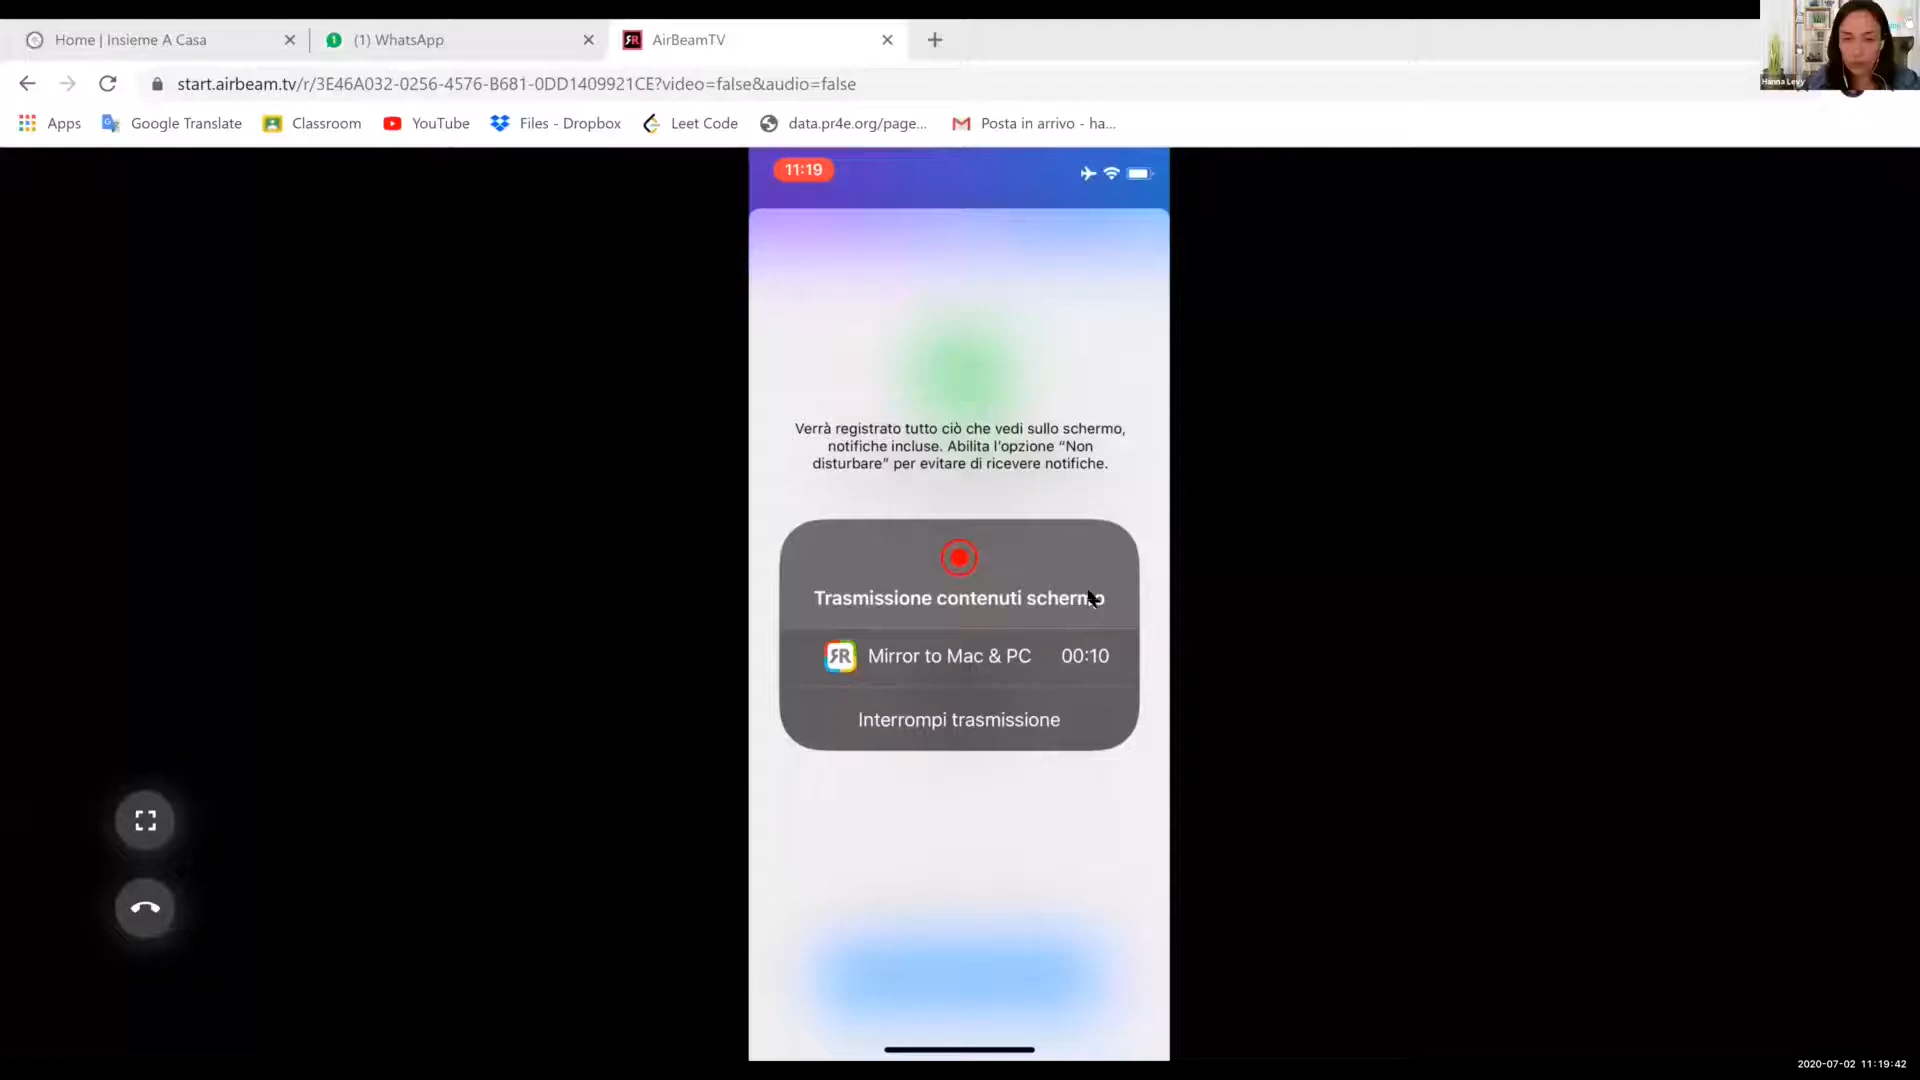 Home | Insieme A Casa
1
(1) WhatsApp
AirBeamTV
start.airbeam.tv/r/3E46A032-0256-4576-B681-0DD1409921CE?video=false&audio=false
Apps
Google Translate
Classroom
YouTube
Files - Dropbox
Leet Code
data.pr4e.org/page...
Posta in arrivo - ha...
Hanna Levy
11:19
Verrà registrato tutto ciò che vedi sullo schermo,
notifiche incluse. Abilita l'opzione “Non
disturbare” per evitare di ricevere notifiche.
Trasmissione contenuti schermo
Mirror to Mac & PC 00:10
Interrompi trasmissione
2020-07-02 11:19:42